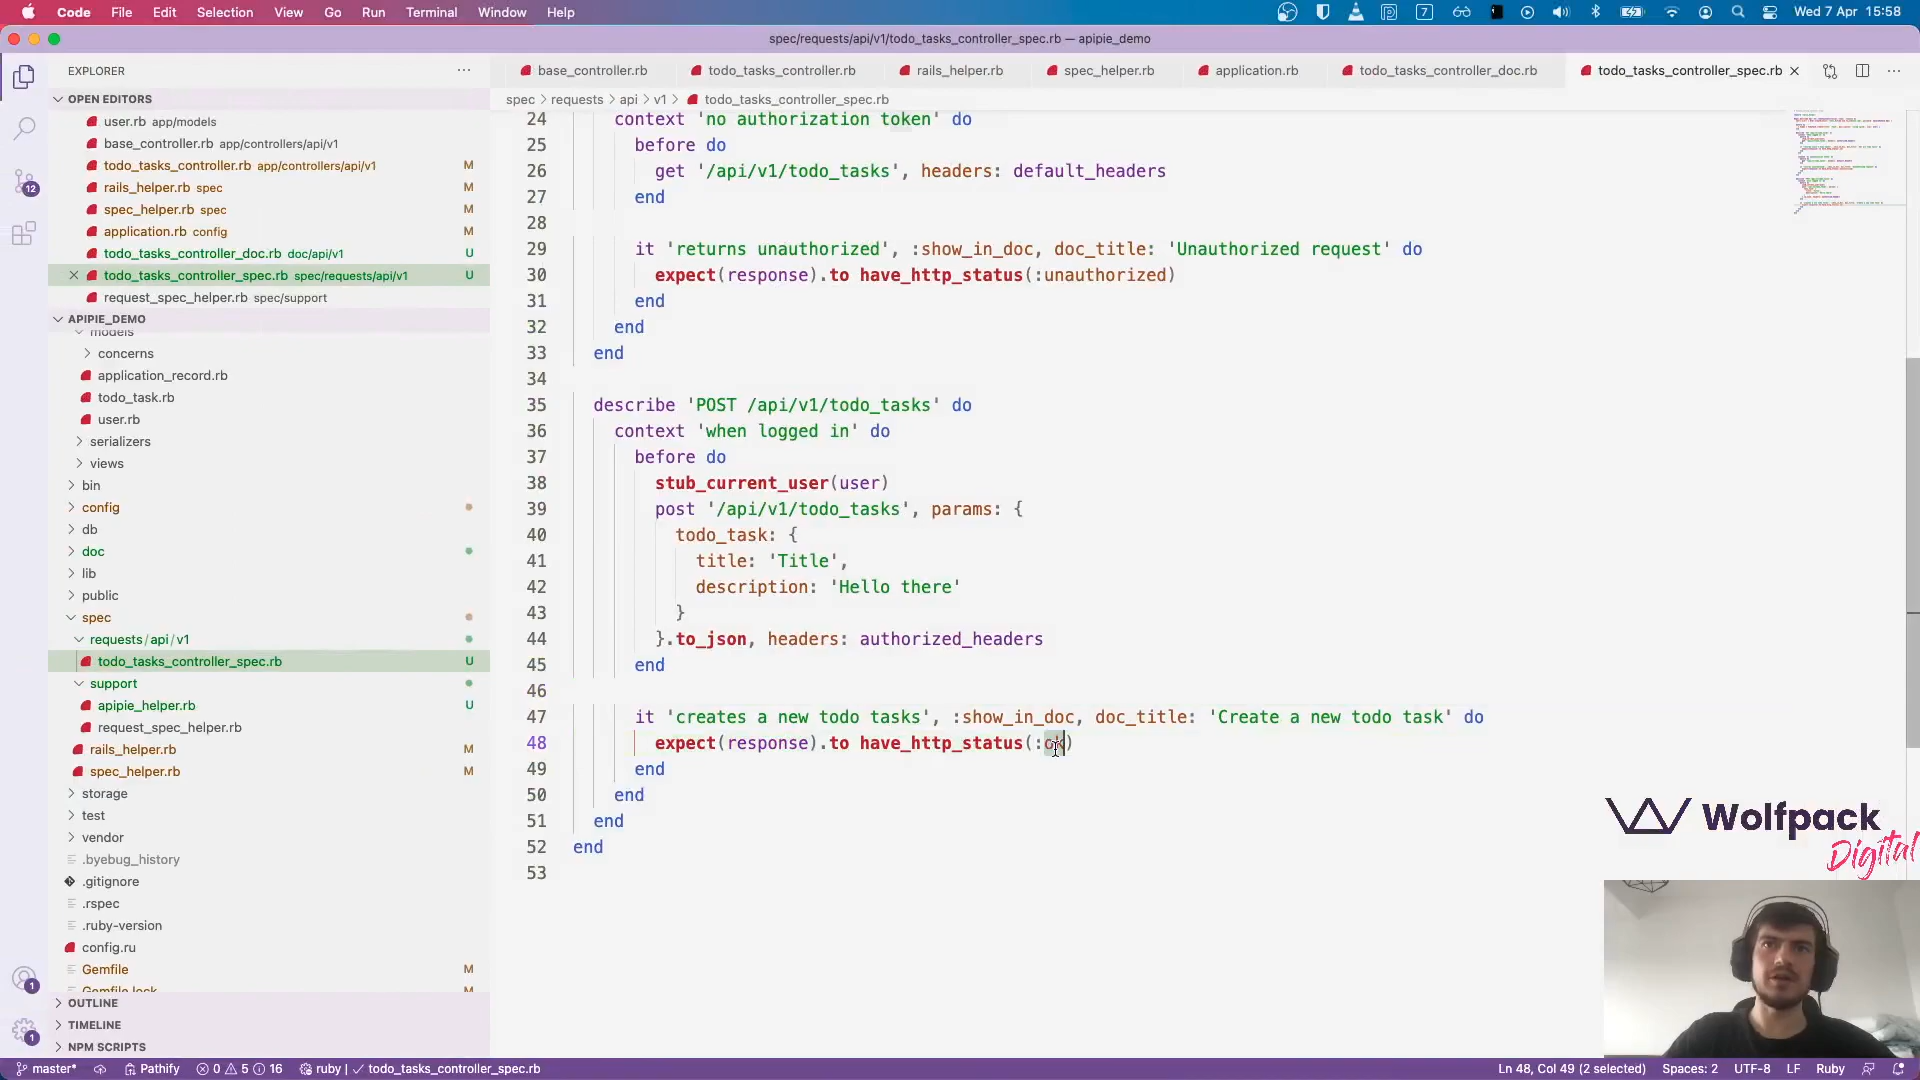 Code File Edit Selection View Go Run Terminal Window Help 7 Wed 7 Apr 15:58
spec/requests/api/v1/todo_tasks_controller_spec.rb — apipie_demo
EXPLORER
base_controller.rb todo_tasks_controller.rb rails_helper.rb spec_helper.rb application.rb todo_tasks_controller_doc.rb todo_tasks_controller_spec.rb
spec > requests > api > v1 > todo_tasks_controller_spec.rb
OPEN EDITORS
user.rb app/models
base_controller.rb app/controllers/api/v1
todo_tasks_controller.rb app/controllers/api/v1 M
rails_helper.rb spec M
spec_helper.rb spec M
application.rb config M
todo_tasks_controller_doc.rb doc/api/v1 U
todo_tasks_controller_spec.rb spec/requests/api/v1 U
request_spec_helper.rb spec/support
APIPIE_DEMO
models
concerns
application_record.rb
todo_task.rb
user.rb
serializers
views
bin
config
db
doc
lib
public
spec
requests/api/v1
todo_tasks_controller_spec.rb U
support
apipie_helper.rb U
request_spec_helper.rb
rails_helper.rb M
spec_helper.rb M
storage
test
vendor
.byebug_history
.gitignore
.rspec
.ruby-version
config.ru
Gemfile M
Gemfile.lock M
OUTLINE
TIMELINE
NPM SCRIPTS
12
1
1
24 context 'no authorization token' do
25 before do
26 get '/api/v1/todo_tasks', headers: default_headers
27 end
28
29 it 'returns unauthorized', :show_in_doc, doc_title: 'Unauthorized request' do
30 expect(response).to have_http_status(:unauthorized)
31 end
32 end
33 end
34
35 describe 'POST /api/v1/todo_tasks' do
36 context 'when logged in' do
37 before do
38 stub_current_user(user)
39 post '/api/v1/todo_tasks', params: {
40 todo_task: {
41 title: 'Title',
42 description: 'Hello there'
43 }
44 }.to_json, headers: authorized_headers
45 end
46
47 it 'creates a new todo tasks', :show_in_doc, doc_title: 'Create a new todo task' do
48 expect(response).to have_http_status(:ok)
49 end
50 end
51 end
52 end
53
Wolfpack
Digital
master* Pathify 0 5 16 ruby | ✓ todo_tasks_controller_spec.rb Ln 48, Col 49 (2 selected) Spaces: 2 UTF-8 LF Ruby